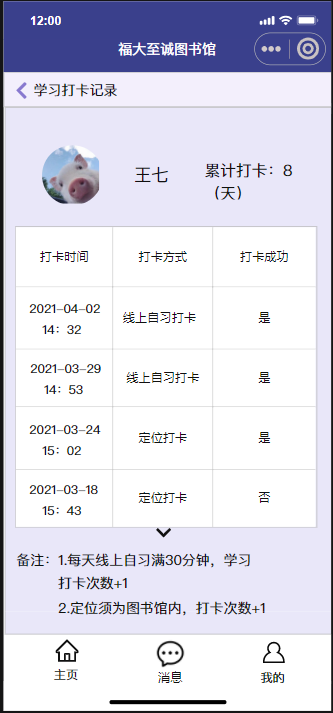 12:00
福大至诚图书馆
学习打卡记录
王七
累计打卡：8
（天）
打卡时间 打卡方式 打卡成功
2021-04-02
14：32
线上自习打卡
是
2021-03-29
14：53
线上自习打卡
是
2021-03-24
15：02
定位打卡
是
2021-03-18
15：43
定位打卡
否
备注：1.每天线上自习满30分钟，学习
打卡次数+1
2.定位须为图书馆内，打卡次数+1
主页 消息 我的